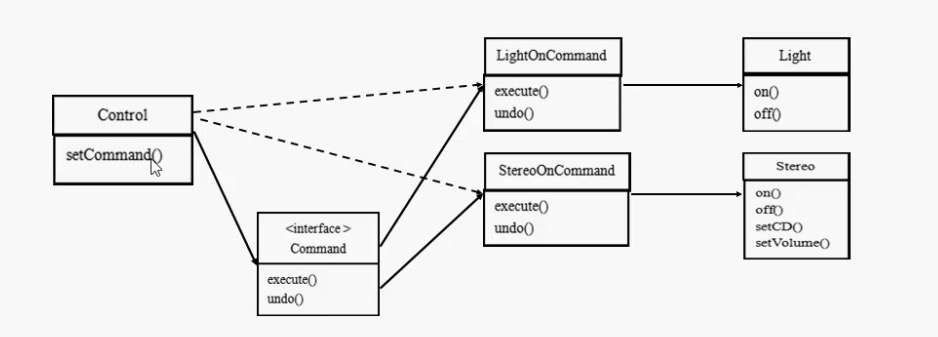 Control
setCommand()
<interface >
Command
execute()
undo()
LightOnCommand
execute()
undo()
StereoOnCommand
execute()
undo()
Light
on()
off()
Stereo
on()
off()
setCD()
setVolume()